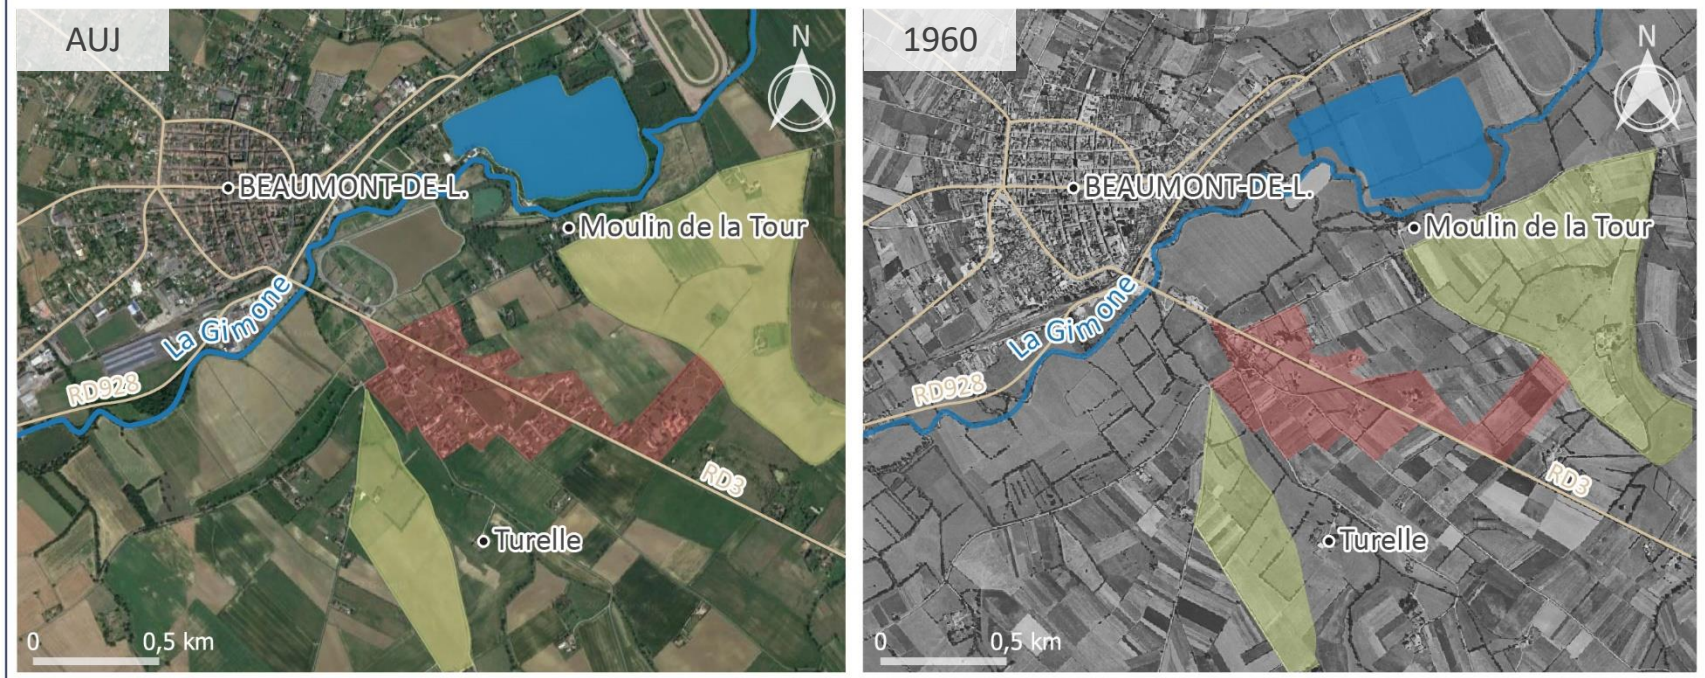 AUJ
N
BEAUMONT-DE-L.
Moulin de la Tour
La Gimone
RD928
RD3
Turelle
0 0,5 km
1960
N
BEAUMONT-DE-L.
Moulin de la Tour
La Gimone
RD928
RD3
Turelle
0 0,5 km